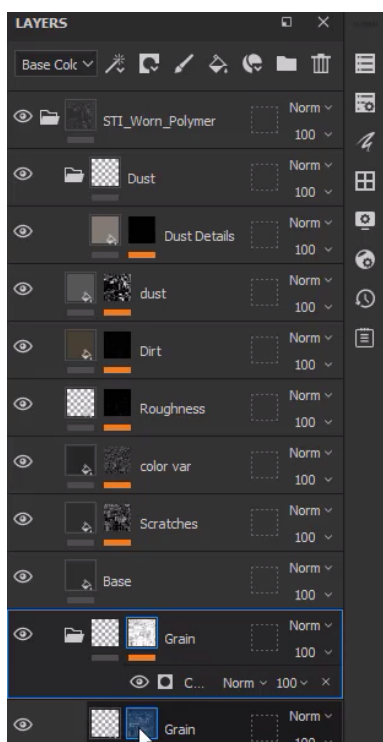 LAYERS
Base Colc
STI_Worn_Polymer Norm 100
Dust Norm 100
Dust Details Norm 100
dust Norm 100
Dirt Norm 100
Roughness Norm 100
color var Norm 100
Scratches Norm 100
Base Norm 100
Grain Norm 100
C... Norm 100
Grain Norm